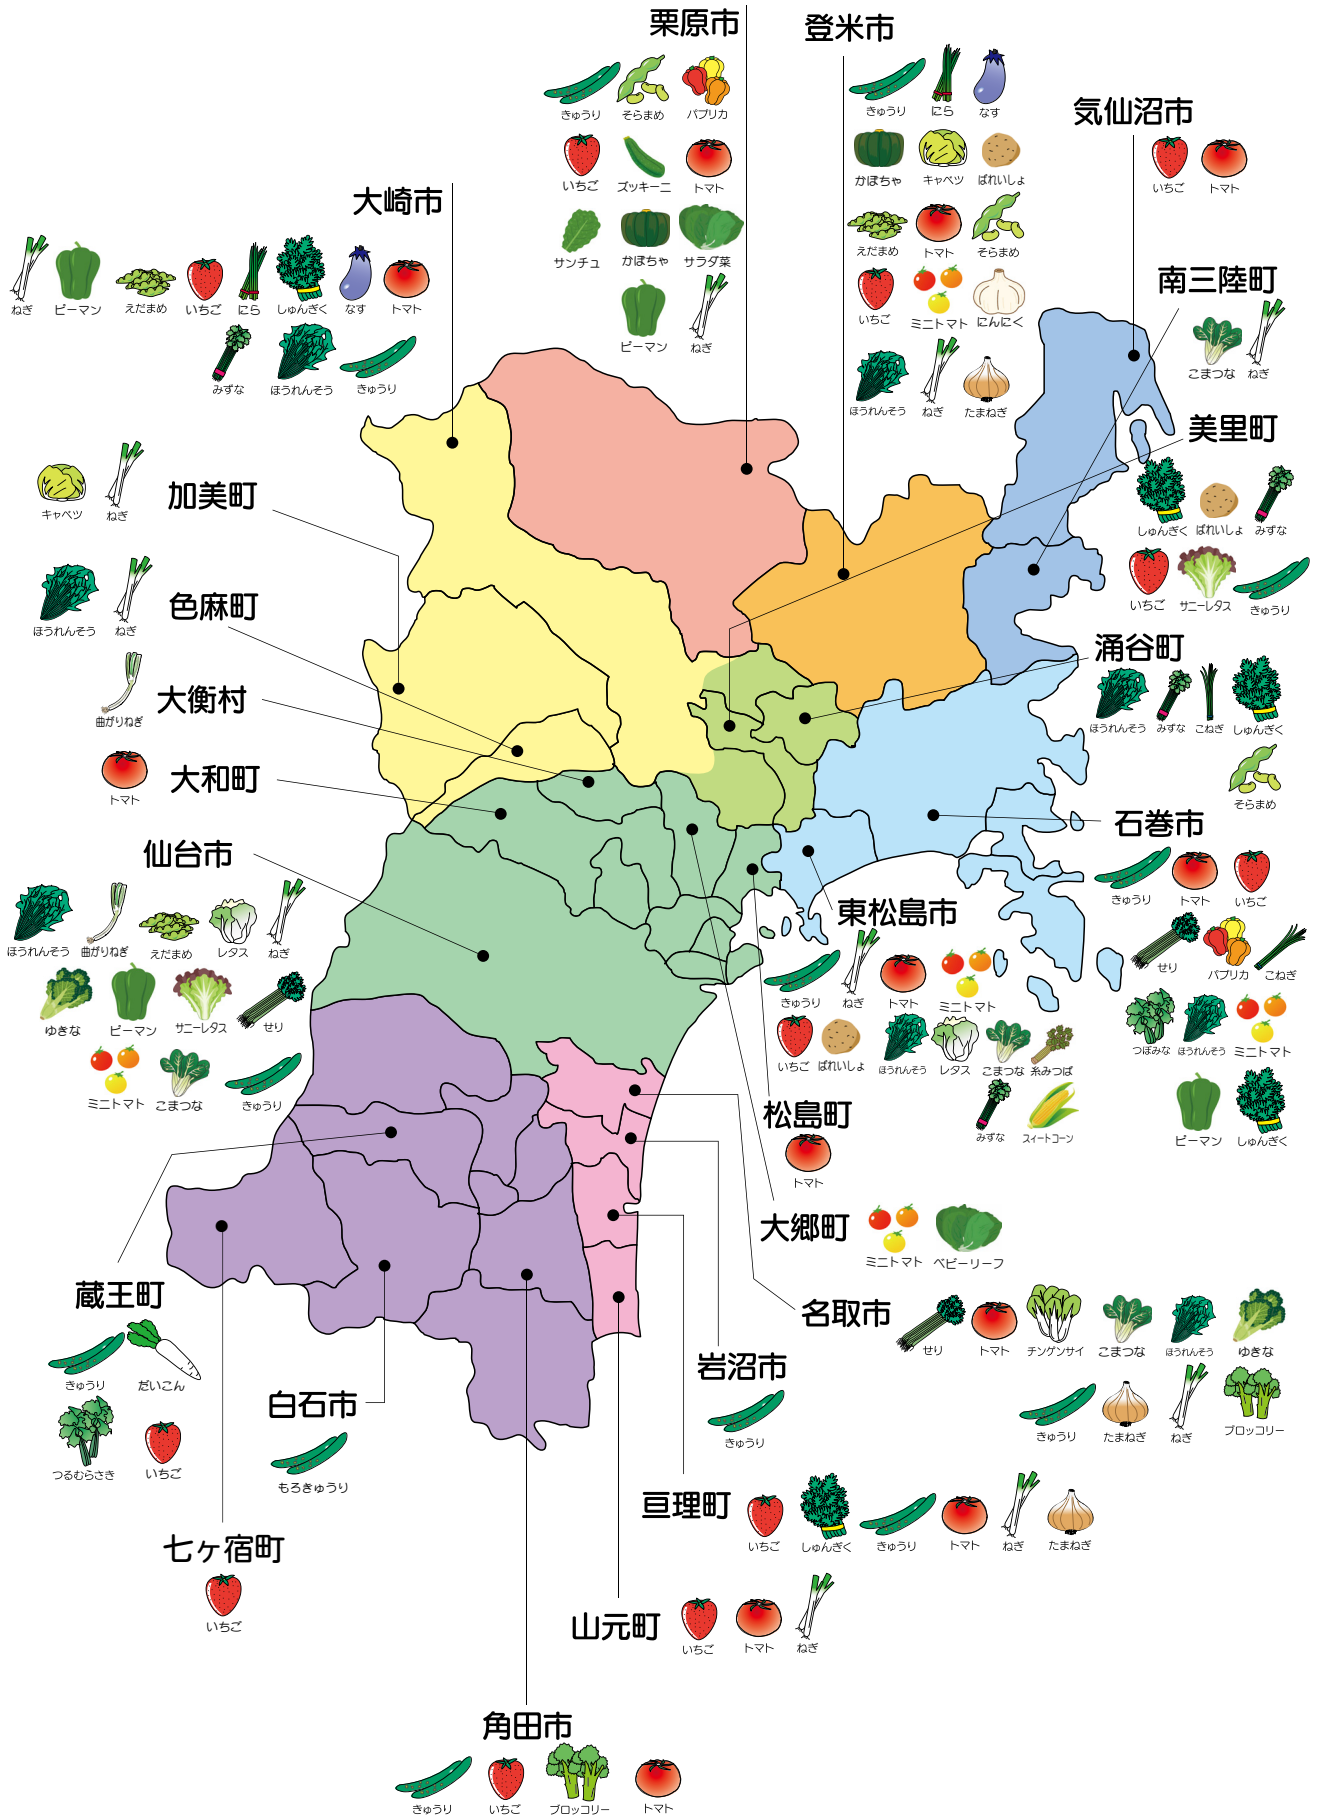 栗原市
きゅうり そらまめ パプリカ
いちご ズッキーニ トマト
サンチュ かぼちゃ サラダ菜
ピーマン ねぎ
登米市
きゅうり にら なす
かぼちゃ キャベツ ばれいしょ
えだまめ トマト そらまめ
いちご ミニトマト にんにく
ほうれんそう ねぎ たまねぎ
気仙沼市
いちご トマト
大崎市
ねぎ ピーマン えだまめ いちご にら しゅんぎく なす トマト
みずな ほうれんそう きゅうり
南三陸町
こまつな ねぎ
美里町
しゅんぎく ばれいしょ みずな
いちご サニーレタス きゅうり
加美町
キャベツ ねぎ
色麻町
ほうれんそう ねぎ
大衡村
曲がりねぎ
大和町
トマト
涌谷町
ほうれんそう みずな こねぎ しゅんぎく
そらまめ
仙台市
ほうれんそう 曲がりねぎ えだまめ レタス ねぎ
ゆきな ピーマン サニーレタス せり
ミニトマト こまつな きゅうり
石巻市
きゅうり トマト いちご
せり パプリカ こねぎ
つぼみな ほうれんそう ミニトマト
ピーマン しゅんぎく
東松島市
きゅうり ねぎ トマト ミニトマト
いちご ばれいしょ ほうれんそう レタス こまつな 糸みつば
みずな スイートコーン
松島町
トマト
大郷町
ミニトマト ベビーリーフ
名取市
せり トマト チンゲンサイ こまつな ほうれんそう ゆきな
きゅうり たまねぎ ねぎ ブロッコリー
蔵王町
きゅうり だいこん
つるむらさき いちご
白石市
もろきゅうり
岩沼市
きゅうり
亘理町
いちご しゅんぎく きゅうり トマト ねぎ たまねぎ
七ヶ宿町
いちご
山元町
いちご トマト ねぎ
角田市
きゅうり いちご ブロッコリー トマト